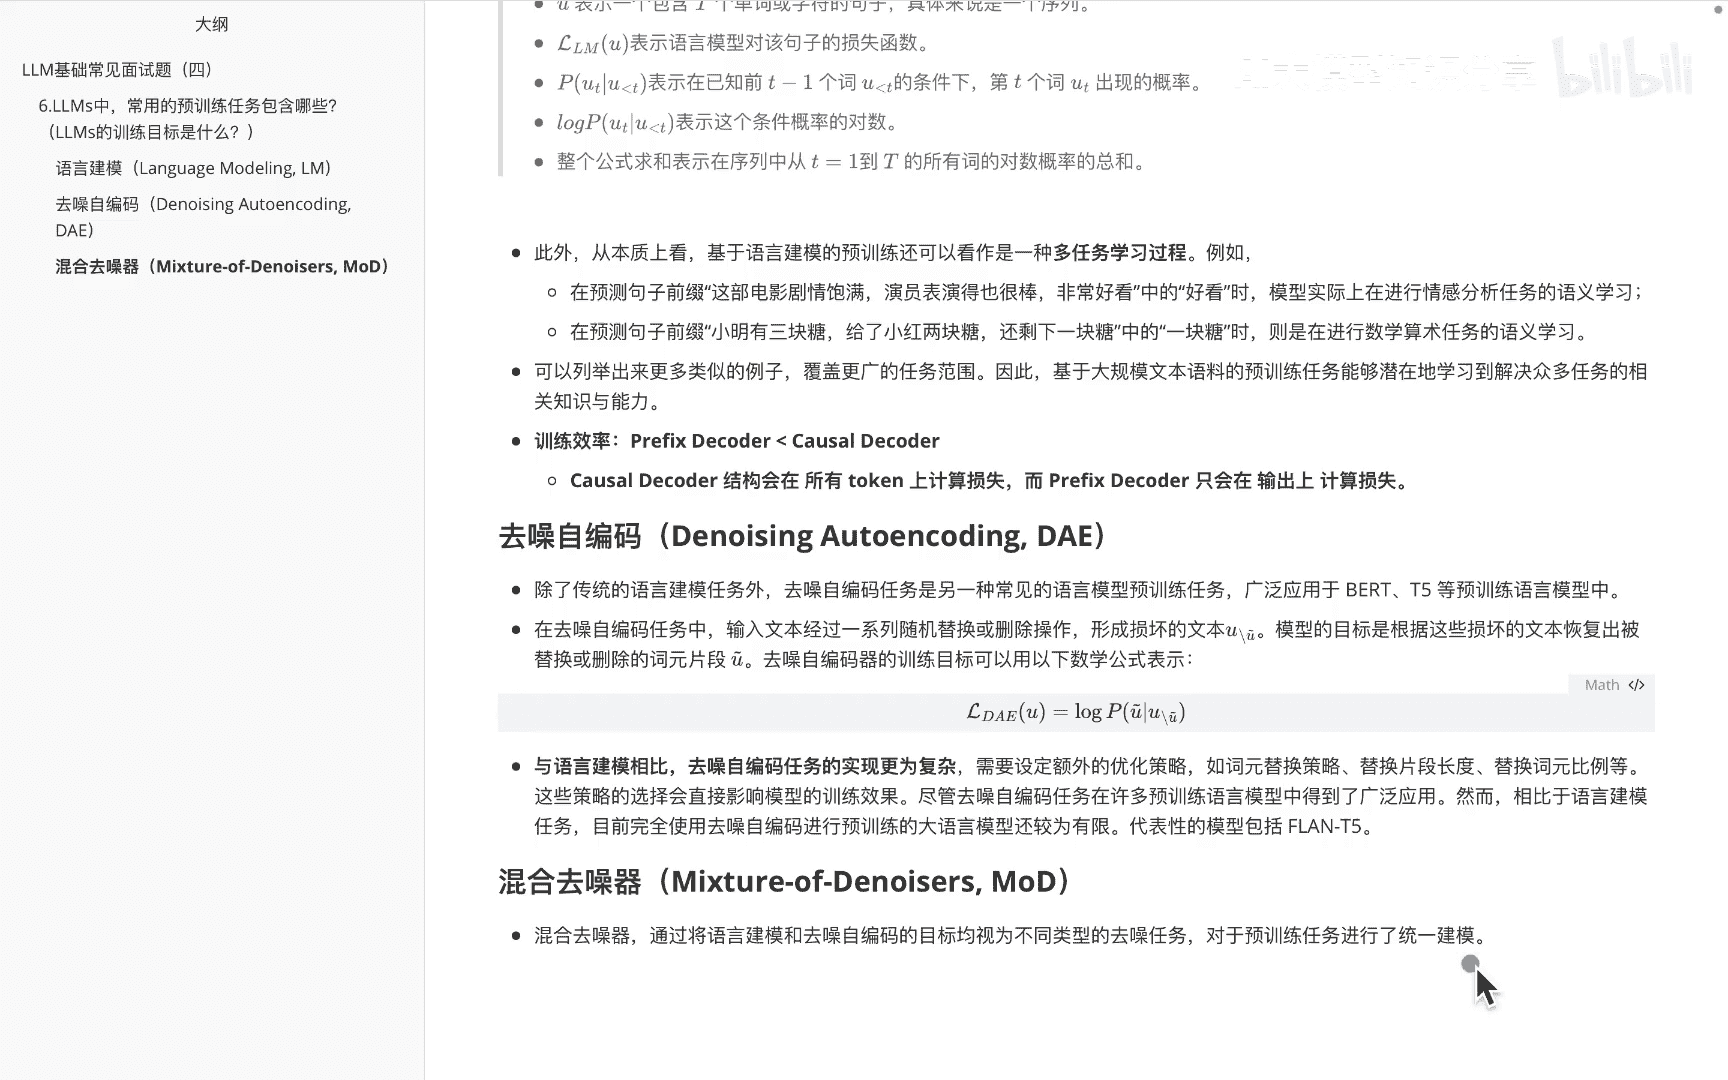 大纲
LLM基础常见面试题（四）
6.LLMs中，常用的预训练任务包含哪些？
（LLMs的训练目标是什么？）
语言建模（Language Modeling, LM）
去噪自编码（Denoising Autoencoding,
DAE）
混合去噪器（Mixture-of-Denoisers, MoD）
u 表示一个包含 T 个单词或字符的句子，具体来说是一个序列。
ℒ_{LM}(u)表示语言模型对该句子的损失函数。
P(u_t|u_{<t})表示在已知前 t − 1 个词 u_{<t}的条件下，第 t 个词 u_t 出现的概率。
logP(u_t|u_{<t})表示这个条件概率的对数。
整个公式求和表示在序列中从 t = 1到 T 的所有词的对数概率的总和。
bilibili
此外，从本质上看，基于语言建模的预训练还可以看作是一种多任务学习过程。例如，
在预测句子前缀“这部电影剧情饱满，演员表演得也很棒，非常好看”中的“好看”时，模型实际上在进行情感分析任务的语义学习；
在预测句子前缀“小明有三块糖，给了小红两块糖，还剩下一块糖”中的“一块糖”时，则是在进行数学算术任务的语义学习。
可以列举出来更多类似的例子，覆盖更广的任务范围。因此，基于大规模文本语料的预训练任务能够潜在地学习到解决众多任务的相
关知识与能力。
训练效率：Prefix Decoder < Causal Decoder
Causal Decoder 结构会在 所有 token 上计算损失，而 Prefix Decoder 只会在 输出上 计算损失。
去噪自编码（Denoising Autoencoding, DAE）
除了传统的语言建模任务外，去噪自编码任务是另一种常见的语言模型预训练任务，广泛应用于 BERT、T5 等预训练语言模型中。
在去噪自编码任务中，输入文本经过一系列随机替换或删除操作，形成损坏的文本u_{\ũ}。模型的目标是根据这些损坏的文本恢复出被
替换或删除的词元片段 ũ。去噪自编码器的训练目标可以用以下数学公式表示：
Math </>
ℒ_{DAE}(u) = log P(ũ|u_{\ũ})
与语言建模相比，去噪自编码任务的实现更为复杂，需要设定额外的优化策略，如词元替换策略、替换片段长度、替换词元比例等。
这些策略的选择会直接影响模型的训练效果。尽管去噪自编码任务在许多预训练语言模型中得到了广泛应用。然而，相比于语言建模
任务，目前完全使用去噪自编码进行预训练的大语言模型还较为有限。代表性的模型包括 FLAN-T5。
混合去噪器（Mixture-of-Denoisers, MoD）
混合去噪器，通过将语言建模和去噪自编码的目标均视为不同类型的去噪任务，对于预训练任务进行了统一建模。